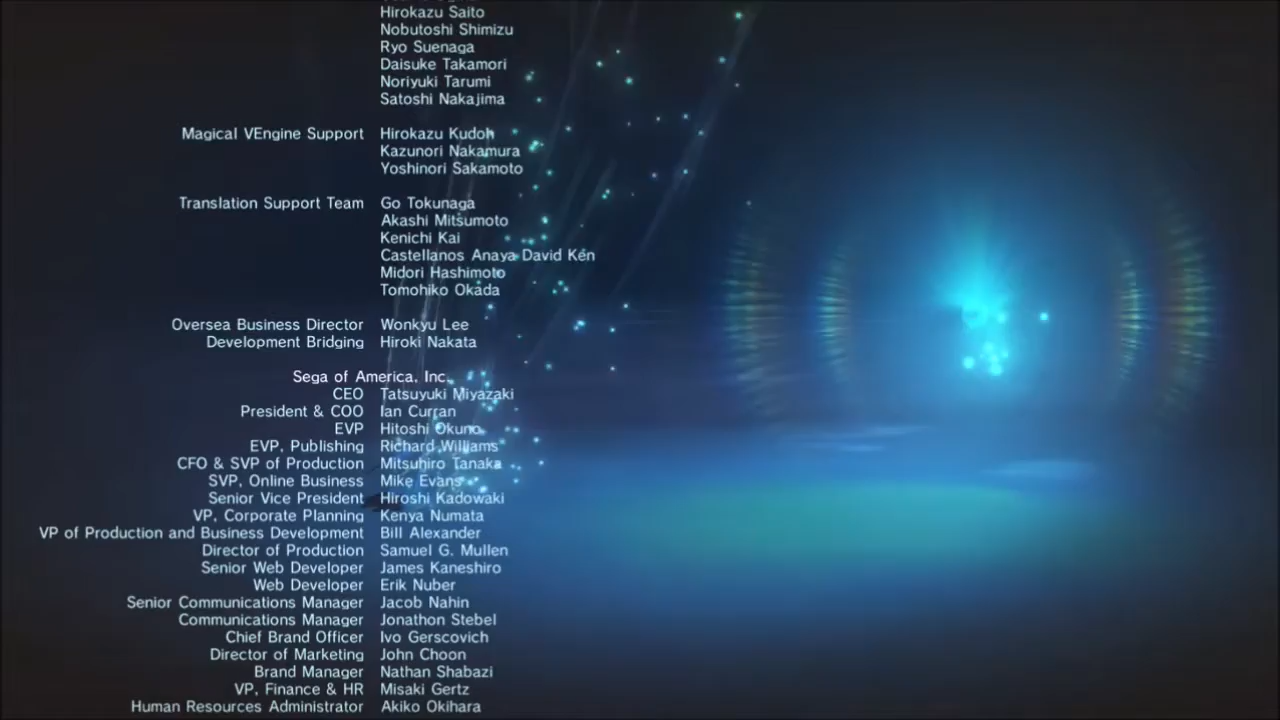 Hirokazu Saito
Nobutoshi Shimizu
Ryo Suenaga
Daisuke Takamori
Noriyuki Tarumi
Satoshi Nakajima
Magical VEngine Support Hirokazu Kudoh
Kazunori Nakamura
Yoshinori Sakamoto
Translation Support Team Go Tokunaga
Akashi Mitsumoto
Kenichi Kai
Castellanos Anaya David Kén
Midori Hashimoto
Tomohiko Okada
Oversea Business Director Wonkyu Lee
Development Bridging Hiroki Nakata
Sega of America, Inc.
CEO Tatsuyuki Miyazaki
President & COO Ian Curran
EVP Hitoshi Okuno
EVP, Publishing Richard Williams
CFO & SVP of Production Mitsuhiro Tanaka
SVP, Online Business Mike Evans
Senior Vice President Hiroshi Kadowaki
VP, Corporate Planning Kenya Numata
VP of Production and Business Development Bill Alexander
Director of Production Samuel G. Mullen
Senior Web Developer James Kaneshiro
Web Developer Erik Nuber
Senior Communications Manager Jacob Nahin
Communications Manager Jonathon Stebel
Chief Brand Officer Ivo Gerscovich
Director of Marketing John Choon
Brand Manager Nathan Shabazi
VP, Finance & HR Misaki Gertz
Human Resources Administrator Akiko Okihara